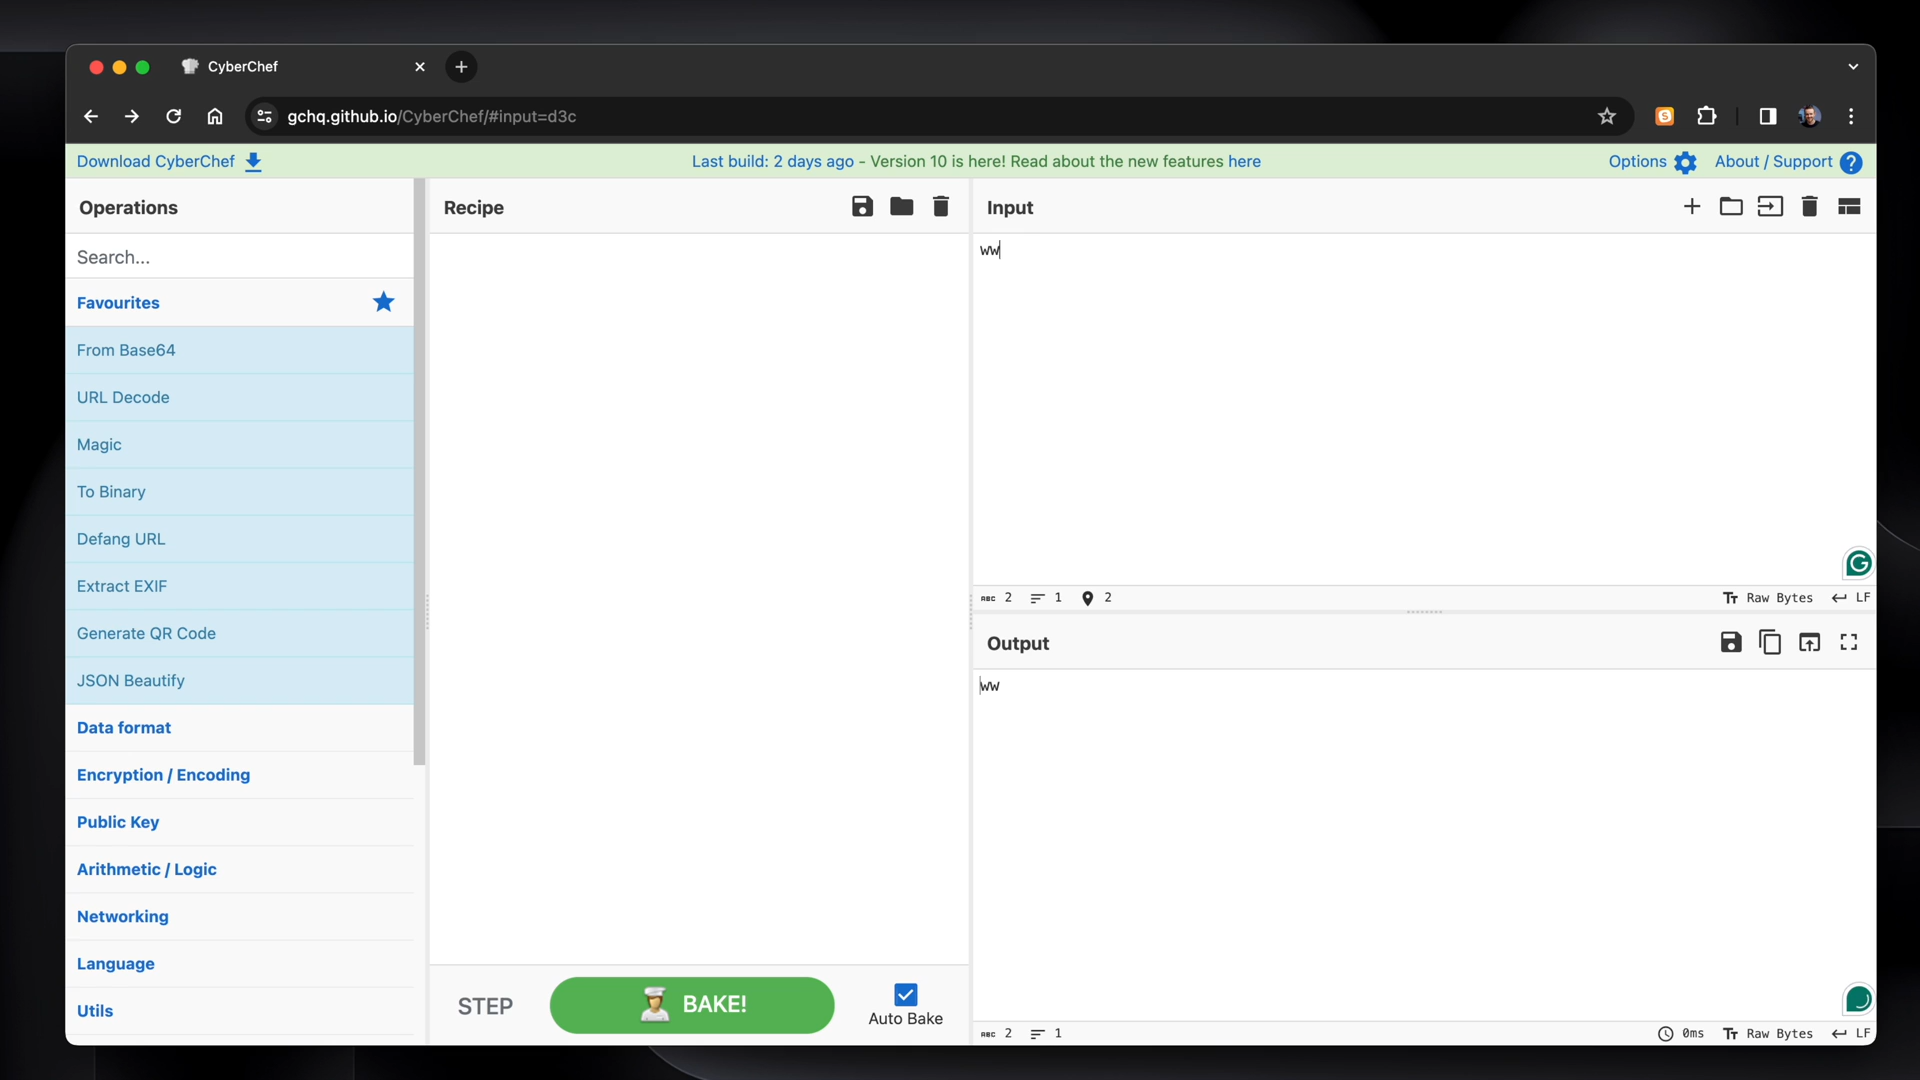 CyberChef
gchq.github.io/CyberChef/#input=d3c
Download CyberChef
Last build: 2 days ago - Version 10 is here! Read about the new features here
Options
About / Support
Operations
Search...
Favourites
From Base64
URL Decode
Magic
To Binary
Defang URL
Extract EXIF
Generate QR Code
JSON Beautify
Data format
Encryption / Encoding
Public Key
Arithmetic / Logic
Networking
Language
Utils
Recipe
STEP
BAKE!
Auto Bake
Input
ww
ABC 2 1 2
Tт Raw Bytes LF
Output
ww
ABC 2 1
0ms Tт Raw Bytes LF